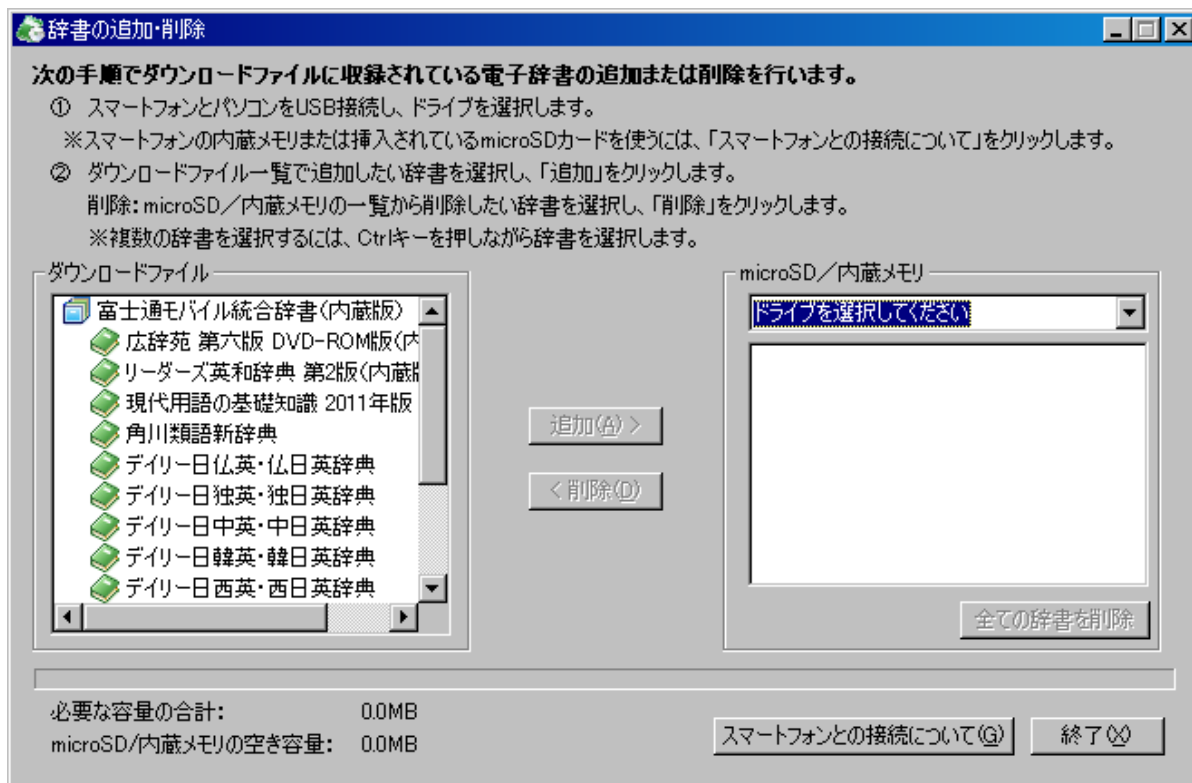 辞書の追加・削除
次の手順でダウンロードファイルに収録されている電子辞書の追加または削除を行います。
① スマートフォンとパソコンをUSB接続し、ドライブを選択します。
※スマートフォンの内蔵メモリまたは挿入されているmicroSDカードを使うには、「スマートフォンとの接続について」をクリックします。
② ダウンロードファイル一覧で追加したい辞書を選択し、「追加」をクリックします。
削除：microSD／内蔵メモリの一覧から削除したい辞書を選択し、「削除」をクリックします。
※複数の辞書を選択するには、Ctrlキーを押しながら辞書を選択します。
ダウンロードファイル
富士通モバイル統合辞書(内蔵版)
広辞苑 第六版 DVD-ROM版(内
リーダーズ英和辞典 第2版(内蔵版
現代用語の基礎知識 2011年版
角川類語新辞典
デイリー日仏英・仏日英辞典
デイリー日独英・独日英辞典
デイリー日中英・中日英辞典
デイリー日韓英・韓日英辞典
デイリー日西英・西日英辞典
追加(A) >
< 削除(D)
microSD／内蔵メモリ
ドライブを選択してください
全ての辞書を削除
必要な容量の合計： 0.0MB
microSD/内蔵メモリの空き容量： 0.0MB
スマートフォンとの接続について(G)
終了(X)